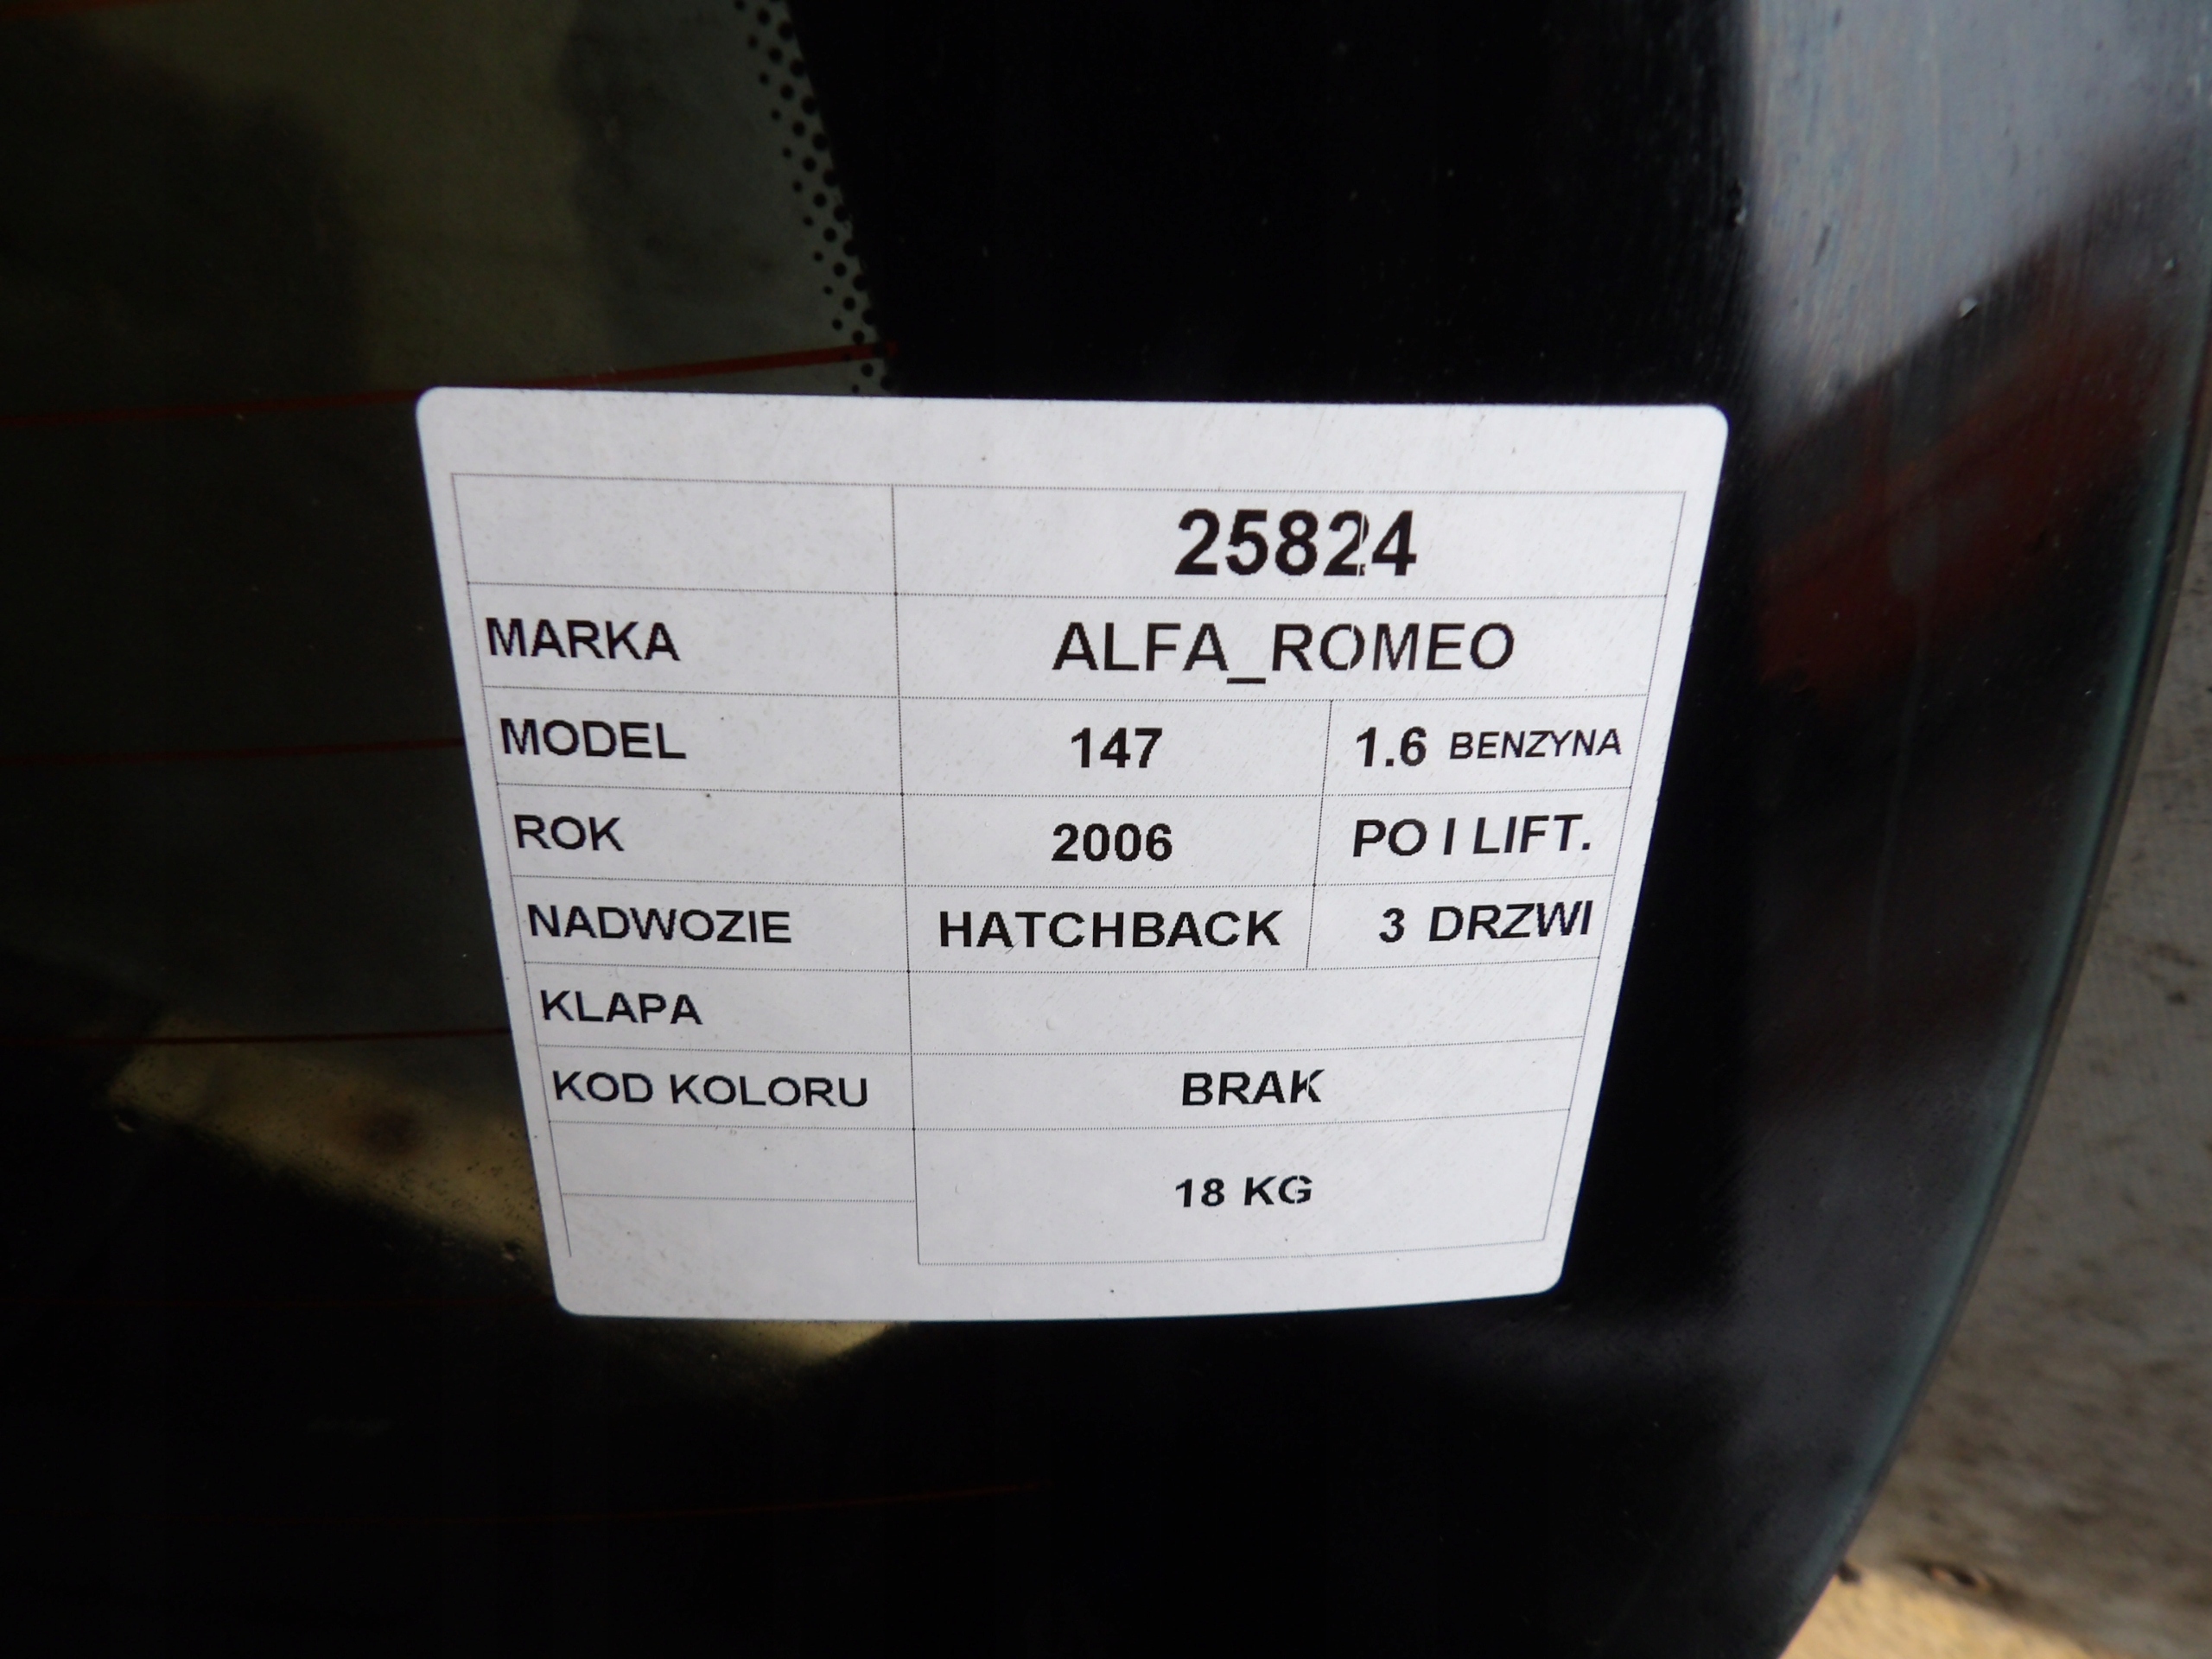 25824
MARKA ALFA_ROMEO
MODEL 147 1.6 BENZYNA
ROK 2006 PO I LIFT.
NADWOZIE HATCHBACK 3 DRZWI
KLAPA
KOD KOLORU BRAK
18 KG